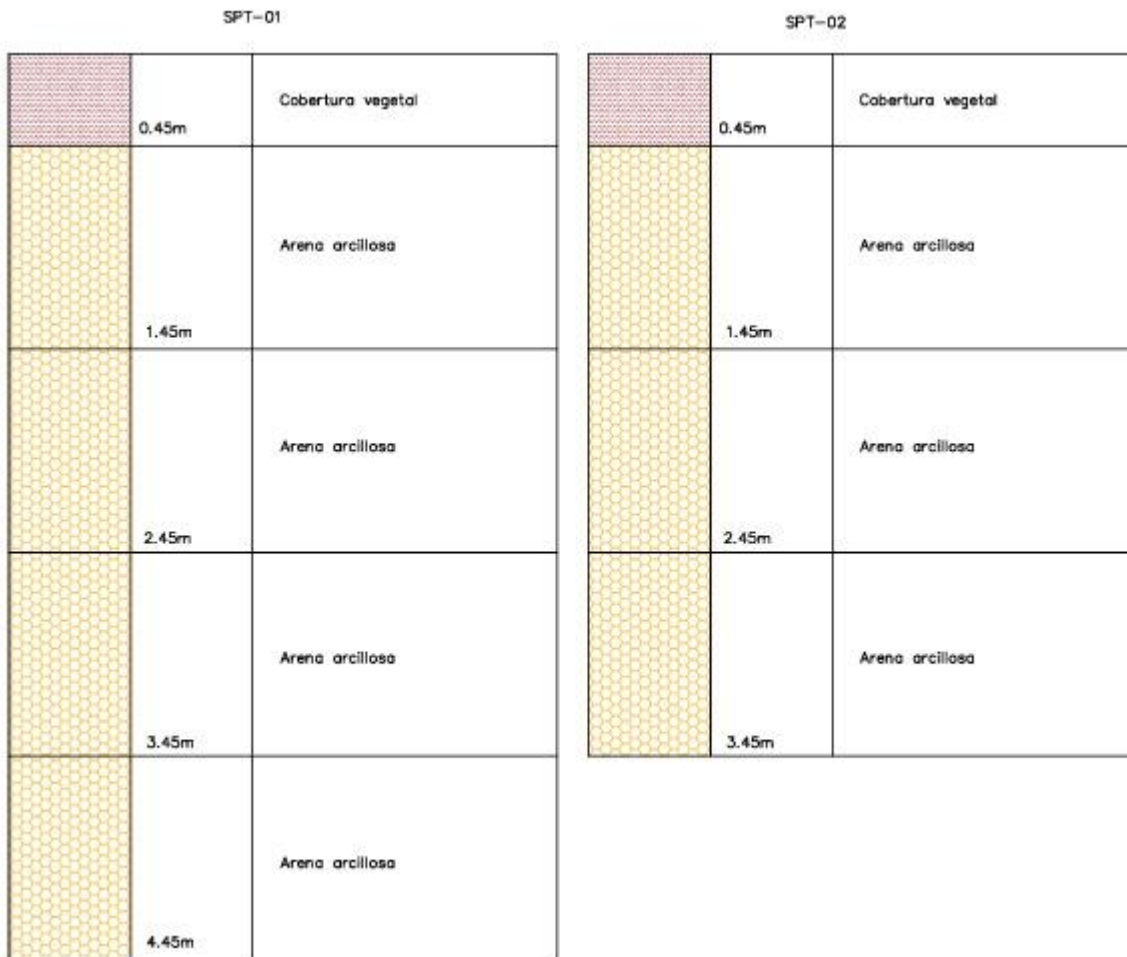 SPT-01
Cobertura vegetal
0.45m
Arena arcillosa
1.45m
Arena arcillosa
2.45m
Arena arcillosa
3.45m
Arena arcillosa
4.45m
SPT-02
Cobertura vegetal
0.45m
Arena arcillosa
1.45m
Arena arcillosa
2.45m
Arena arcillosa
3.45m